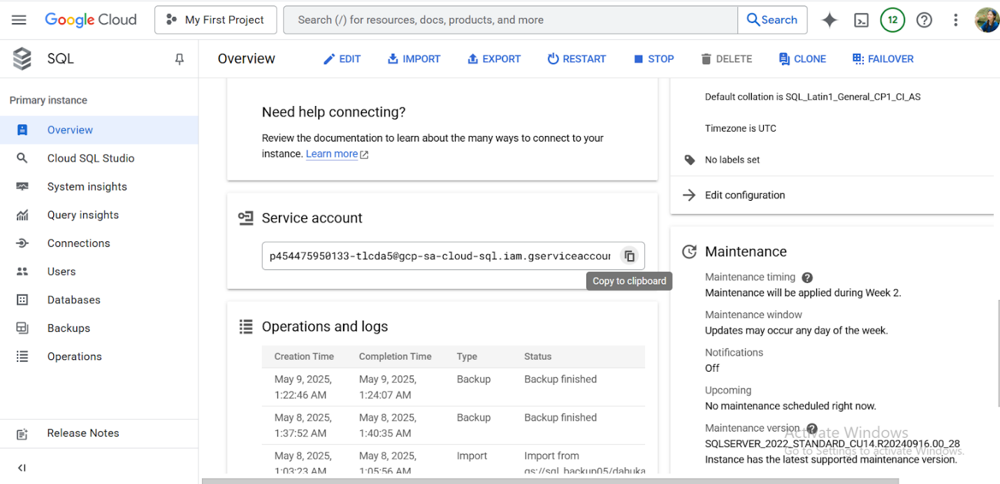 Google Cloud
My First Project
Search (/) for resources, docs, products, and more
Search
12
SQL
Overview
EDIT
IMPORT
EXPORT
RESTART
STOP
DELETE
CLONE
FAILOVER
Primary instance
Overview
Cloud SQL Studio
System insights
Query insights
Connections
Users
Databases
Backups
Operations
Release Notes
Need help connecting?
Review the documentation to learn about the many ways to connect to your
instance. Learn more
Service account
p454475950133-tlcda5@gcp-sa-cloud-sql.iam.gserviceaccour
Copy to clipboard
Operations and logs
Creation Time Completion Time Type Status
May 9, 2025, May 9, 2025, Backup Backup finished
1:22:46 AM 1:24:07 AM
May 8, 2025, May 8, 2025, Backup Backup finished
1:37:52 AM 1:40:35 AM
May 8, 2025, May 8, 2025, Import Import from
1:03:23 AM 1:05:56 AM gs://sql_backup05/dahuka
Default collation is SQL_Latin1_General_CP1_CI_AS
Timezone is UTC
No labels set
Edit configuration
Maintenance
Maintenance timing
Maintenance will be applied during Week 2.
Maintenance window
Updates may occur any day of the week.
Notifications
Off
Upcoming
No maintenance scheduled right now.
Maintenance version
SQLSERVER_2022_STANDARD_CU14.R20240916.00_28
Instance has the latest supported maintenance version.
Activate Windows
Go to Settings to activate Windows.